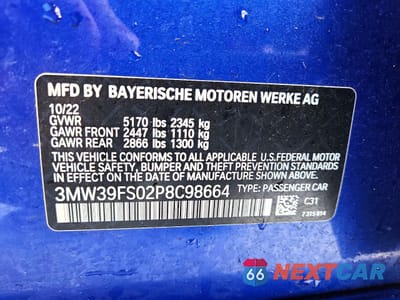 MFD BY BAYERISCHE MOTOREN WERKE AG
10/22
GVWR 5170 lbs 2345 kg
GAWR FRONT 2447 lbs 1110 kg
GAWR REAR 2866 lbs 1300 kg
THIS VEHICLE CONFORMS TO ALL APPLICABLE U.S.FEDERAL MOTOR
VEHICLE SAFETY, BUMPER AND THEFT PREVENTION STANDARDS
IN EFFECT ON THE DATE OF MANUFACTURE SHOWN ABOVE.
3MW39FS02P8C98664 TYPE: PASSENGER CAR
C31
7315814
66 NEXTCAR